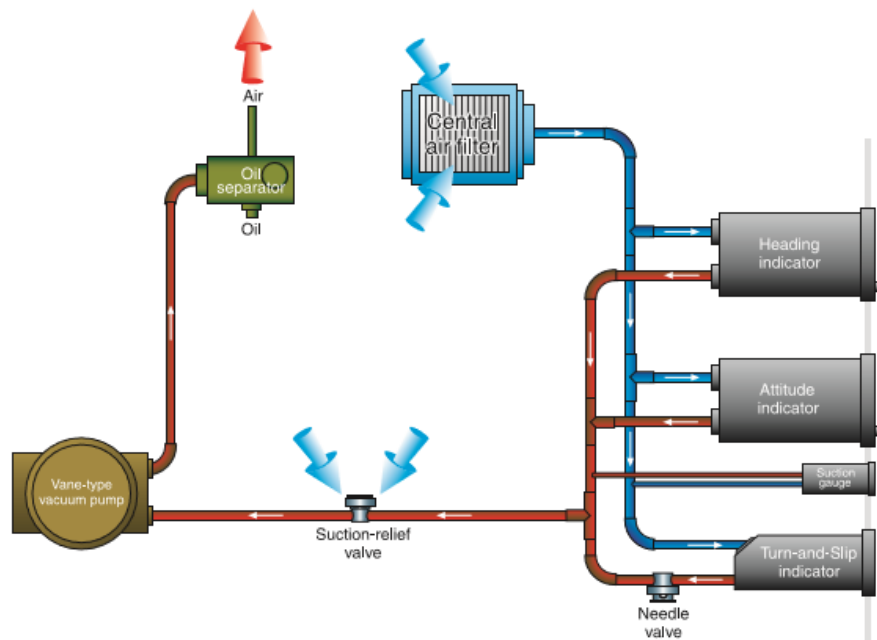 Air
Oil
separator
Oil
Central
air filter
Heading
indicator
Attitude
indicator
Suction
gauge
Vane-type
vacuum pump
Suction-relief
valve
Turn-and-Slip
indicator
Needle
valve